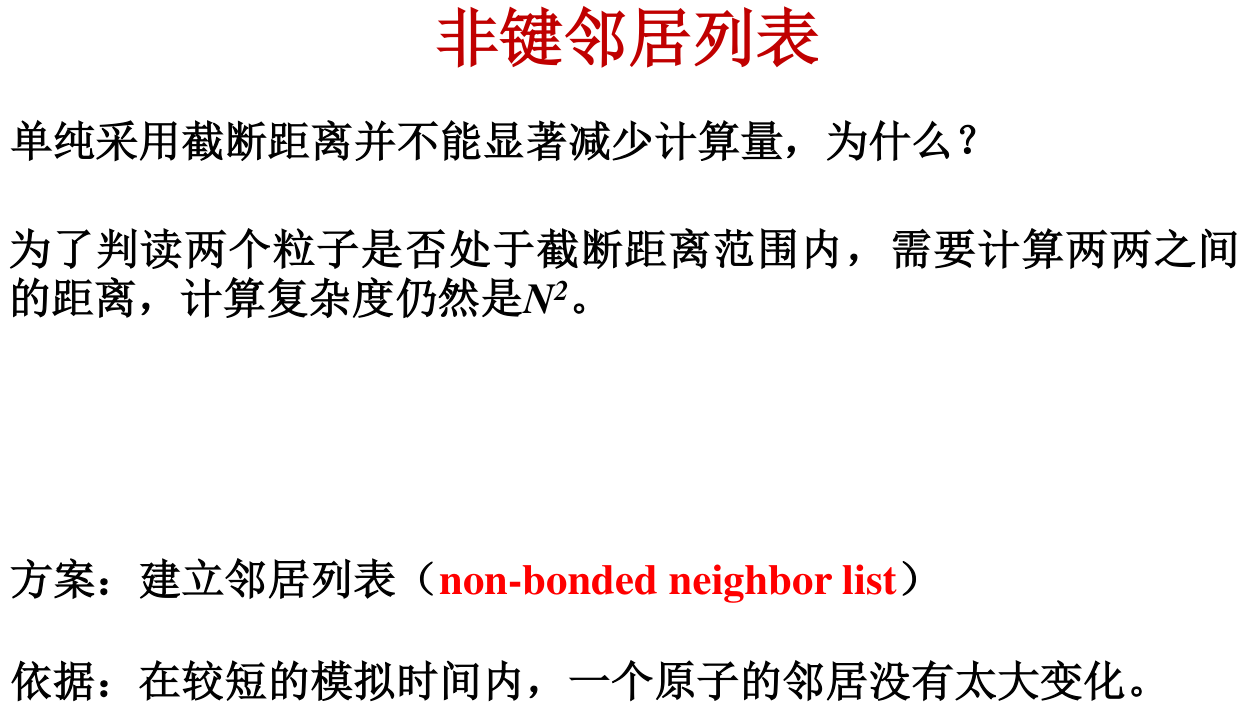 非键邻居列表
单纯采用截断距离并不能显著减少计算量，为什么？
为了判读两个粒子是否处于截断距离范围内，需要计算两两之间
的距离，计算复杂度仍然是N²。
方案：建立邻居列表（non-bonded neighbor list）
依据：在较短的模拟时间内，一个原子的邻居没有太大变化。